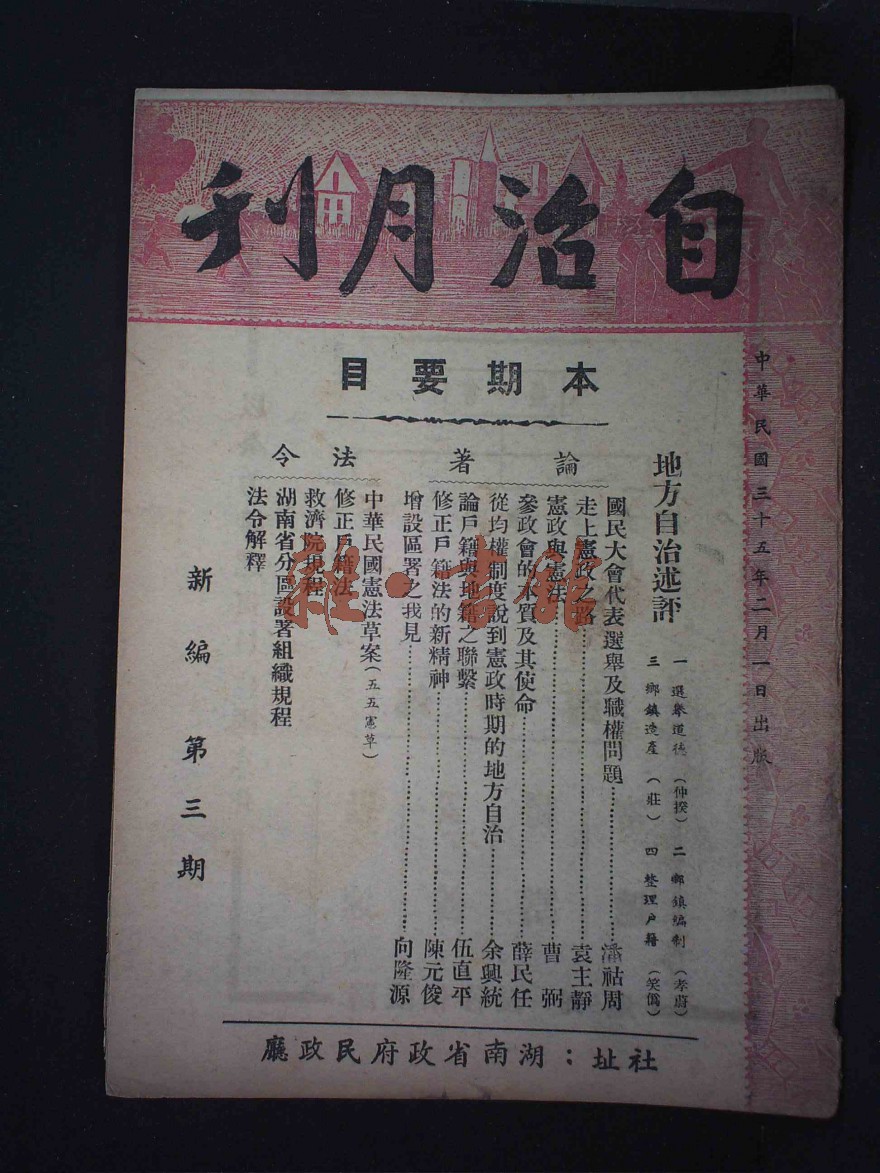 自治月刊
中華民國三十五年二月一日出版
本期要目
地方自治述評
一 選舉道德 (仲揆) 二 鄉鎮編制 (孝蔚)
三 鄉鎮造產 (莊) 四 整理戶籍 (笑僞)
論著
國民大會代表選舉及職權問題……潘祜周
走上憲政之路……袁主靜
憲政與憲法……曹弼
參政會的本質及其使命……薛民任
從均權制度說到憲政時期的地方自治……余興統
論戶籍與地籍之聯繫……伍直平
修正戶籍法的新精神……陳元俊
增設區署之我見……向隆源
法令
中華民國憲法草案(五五憲草)
修正戶籍法
救濟院規程
湖南省分區設署組織規程
法令解釋
新編第三期
社址:湖南省政府民政廳
雜·書館